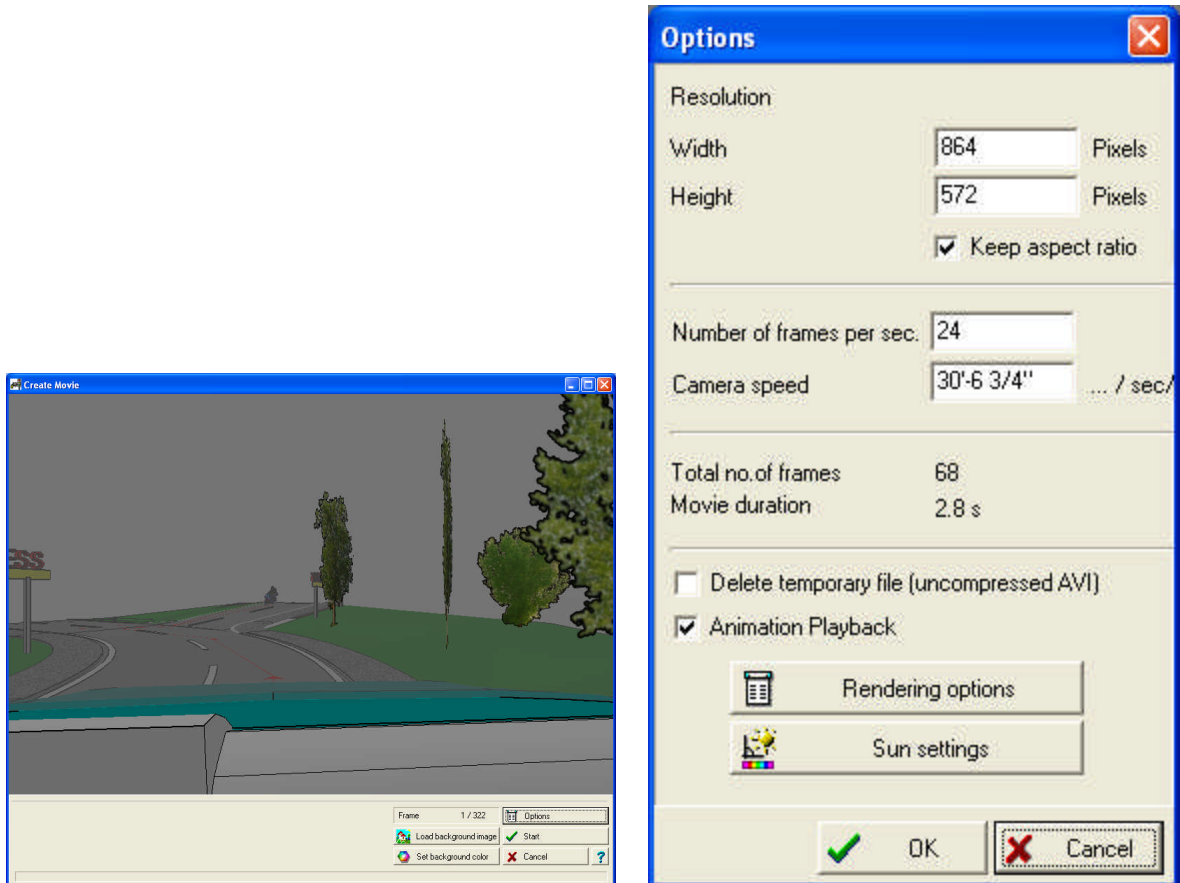 Create Movie
ESS
Frame 1 / 322 Options
Load background image Start
Set background color Cancel ?
Options
Resolution
Width 864 Pixels
Height 572 Pixels
Keep aspect ratio
Number of frames per sec. 24
Camera speed 30'-6 3/4" ... / sec/
Total no.of frames 68
Movie duration 2.8 s
Delete temporary file (uncompressed AVI)
Animation Playback
Rendering options
Sun settings
OK Cancel